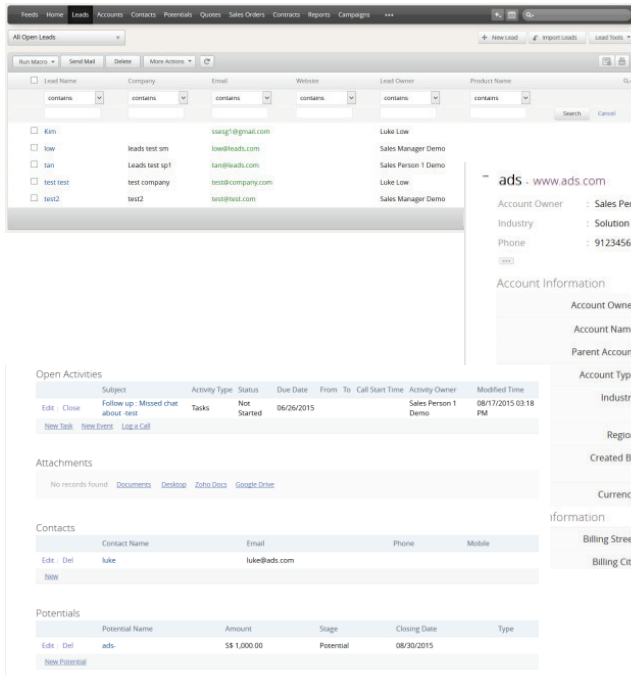 Feeds Home Leads Accounts Contacts Potentials Quotes Sales Orders Contracts Reports Campaigns •••
All Open Leads
+ New Lead Import Leads Lead Tools
Run Macro Send Mail Delete More Actions
Lead Name Company Email Website Lead Owner Product Name
contains contains contains contains contains contains
Search Cancel
Kim ssesg1@gmail.com Luke Low
low leads test sm low@leads.com Sales Manager Demo
tan Leads test sp1 tan@leads.com Sales Person 1 Demo
test test test company test@company.com Luke Low
test2 test2 test@test.com Sales Manager Demo
- ads - www.ads.com
Account Owner : Sales Per
Industry : Solution
Phone : 9123456
Account Information
Account Owne
Account Nam
Parent Accoun
Account Typ
Industr
Regio
Created B
Currenc
nformation
Billing Stree
Billing Cit
Open Activities
Subject Activity Type Status Due Date From To Call Start Time Activity Owner Modified Time
Edit | Close Follow up : Missed chat about -test Tasks Not Started 06/26/2015 Sales Person 1 Demo 08/17/2015 03:18 PM
New Task New Event Log a Call
Attachments
No records found Documents Desktop Zoho Docs Google Drive
Contacts
Contact Name Email Phone Mobile
Edit | Del luke luke@ads.com
New
Potentials
Potential Name Amount Stage Closing Date Type
Edit | Del ads- S$ 1,000.00 Potential 08/30/2015
New Potential